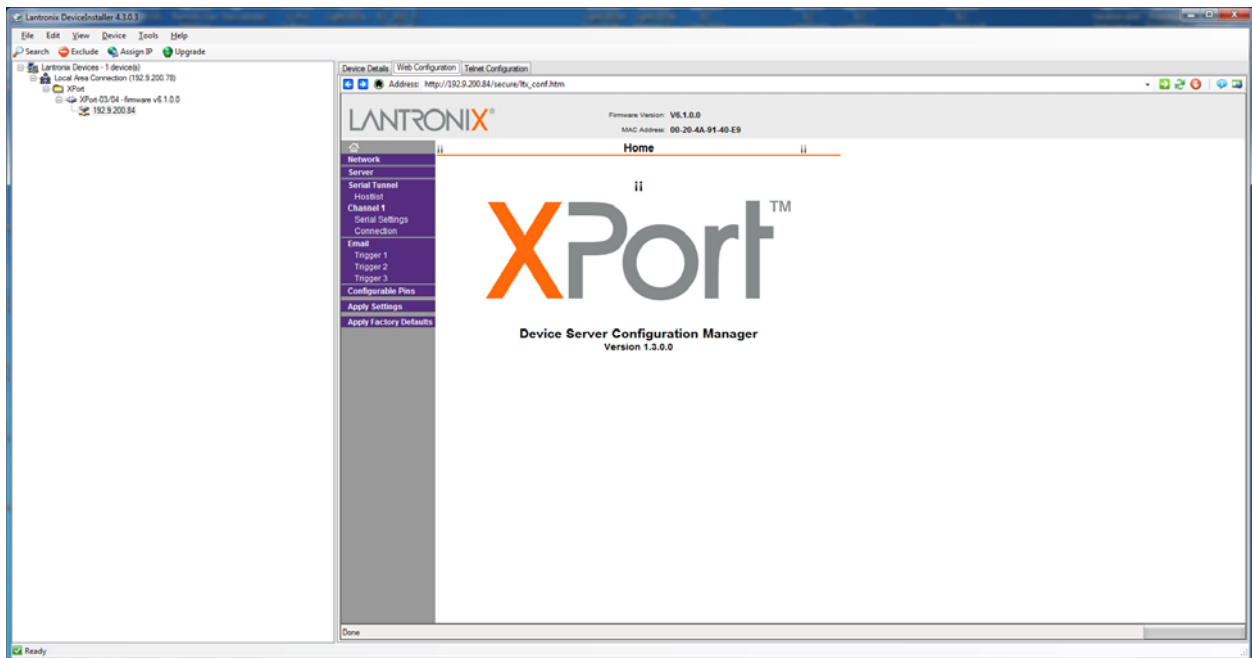 Lantronix DeviceInstaller 4.3.0.3
File Edit View Device Tools Help
Search Exclude Assign IP Upgrade
Lantronix Devices - 1 device(s)
Local Area Connection (192.9.200.78)
XPort
XPort-03/04 - firmware v6.1.0.0
192.9.200.84
Device Details Web Configuration Telnet Configuration
Address: http://192.9.200.84/secure/ltx_conf.htm
LANTRONIX®
Firmware Version: V6.1.0.0
MAC Address: 00-20-4A-91-40-E9
¡¡ Home ¡¡
Network
Server
Serial Tunnel
Hostlist
Channel 1
Serial Settings
Connection
Email
Trigger 1
Trigger 2
Trigger 3
Configurable Pins
Apply Settings
Apply Factory Defaults
¡¡
XPort™
Device Server Configuration Manager
Version 1.3.0.0
Done
Ready